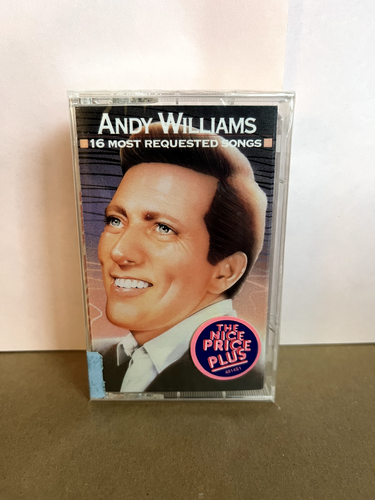 ANDY WILLIAMS
16 MOST REQUESTED SONGS
THE
NICE
PRICE
PLUS